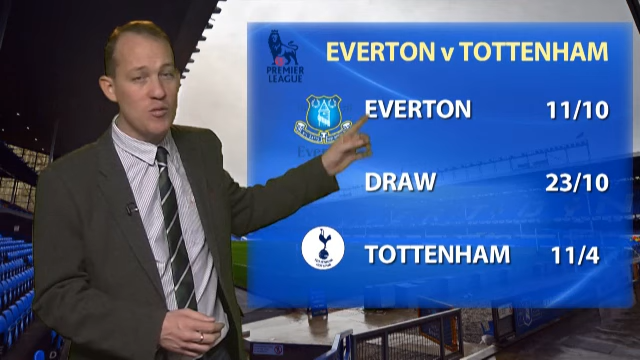 PREMIER
LEAGUE
EVERTON v TOTTENHAM
EVERTON 11/10
DRAW 23/10
TOTTENHAM 11/4